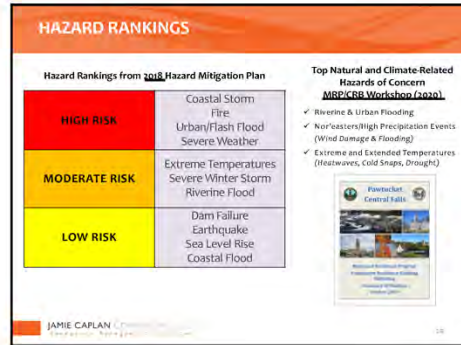 HAZARD RANKINGS
Hazard Rankings from 2018 Hazard Mitigation Plan
HIGH RISK
Coastal Storm
Fire
Urban/Flash Flood
Severe Weather
MODERATE RISK
Extreme Temperatures
Severe Winter Storm
Riverine Flood
LOW RISK
Dam Failure
Earthquake
Sea Level Rise
Coastal Flood
Top Natural and Climate-Related
Hazards of Concern
MRP/CRB Workshop (2020)
✓ Riverine & Urban Flooding
✓ Nor'easters/High Precipitation Events
(Wind Damage & Flooding)
✓ Extreme and Extended Temperatures
(Heatwaves, Cold Snaps, Drought)
Pawtucket
Central Falls
JAMIE CAPLAN